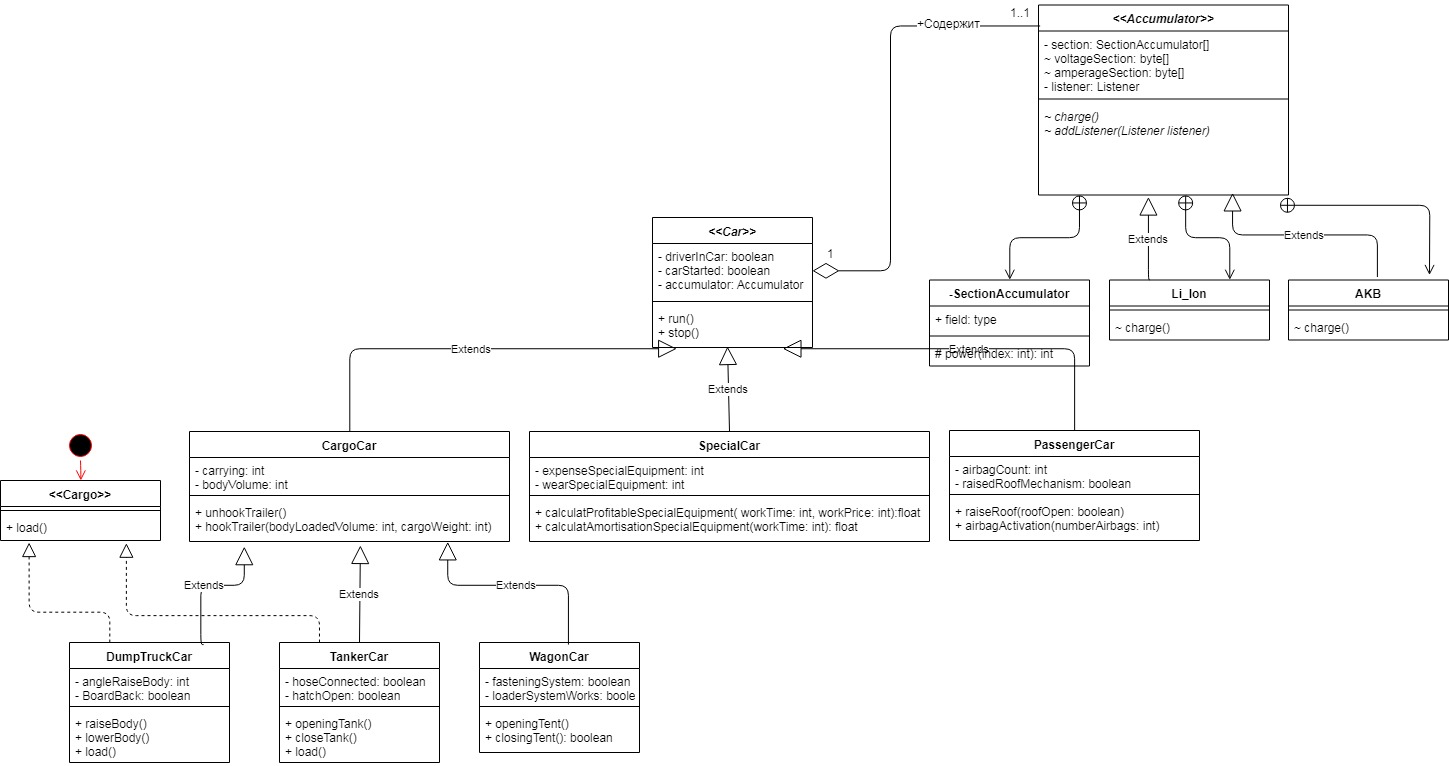 1..1
+Содержит
<<Accumulator>>
- section: SectionAccumulator[]
~ voltageSection: byte[]
~ amperageSection: byte[]
- listener: Listener
~ charge()
~ addListener(Listener listener)
<<Car>>
- driverInCar: boolean
- carStarted: boolean
- accumulator: Accumulator
+ run()
+ stop()
1
Extends
Extends
-SectionAccumulator
+ field: type
# power(index: int): int
Li_Ion
~ charge()
AKB
~ charge()
Extends
Extends
Extends
<<Cargo>>
+ load()
CargoCar
- carrying: int
- bodyVolume: int
+ unhookTrailer()
+ hookTrailer(bodyLoadedVolume: int, cargoWeight: int)
SpecialCar
- expenseSpecialEquipment: int
- wearSpecialEquipment: int
+ calculatProfitableSpecialEquipment( workTime: int, workPrice: int):float
+ calculatAmortisationSpecialEquipment(workTime: int): float
PassengerCar
- airbagCount: int
- raisedRoofMechanism: boolean
+ raiseRoof(roofOpen: boolean)
+ airbagActivation(numberAirbags: int)
Extends
Extends
Extends
DumpTruckCar
- angleRaiseBody: int
- BoardBack: boolean
+ raiseBody()
+ lowerBody()
+ load()
TankerCar
- hoseConnected: boolean
- hatchOpen: boolean
+ openingTank()
+ closeTank()
+ load()
WagonCar
- fasteningSystem: boolean
- loaderSystemWorks: boole
+ openingTent()
+ closingTent(): boolean